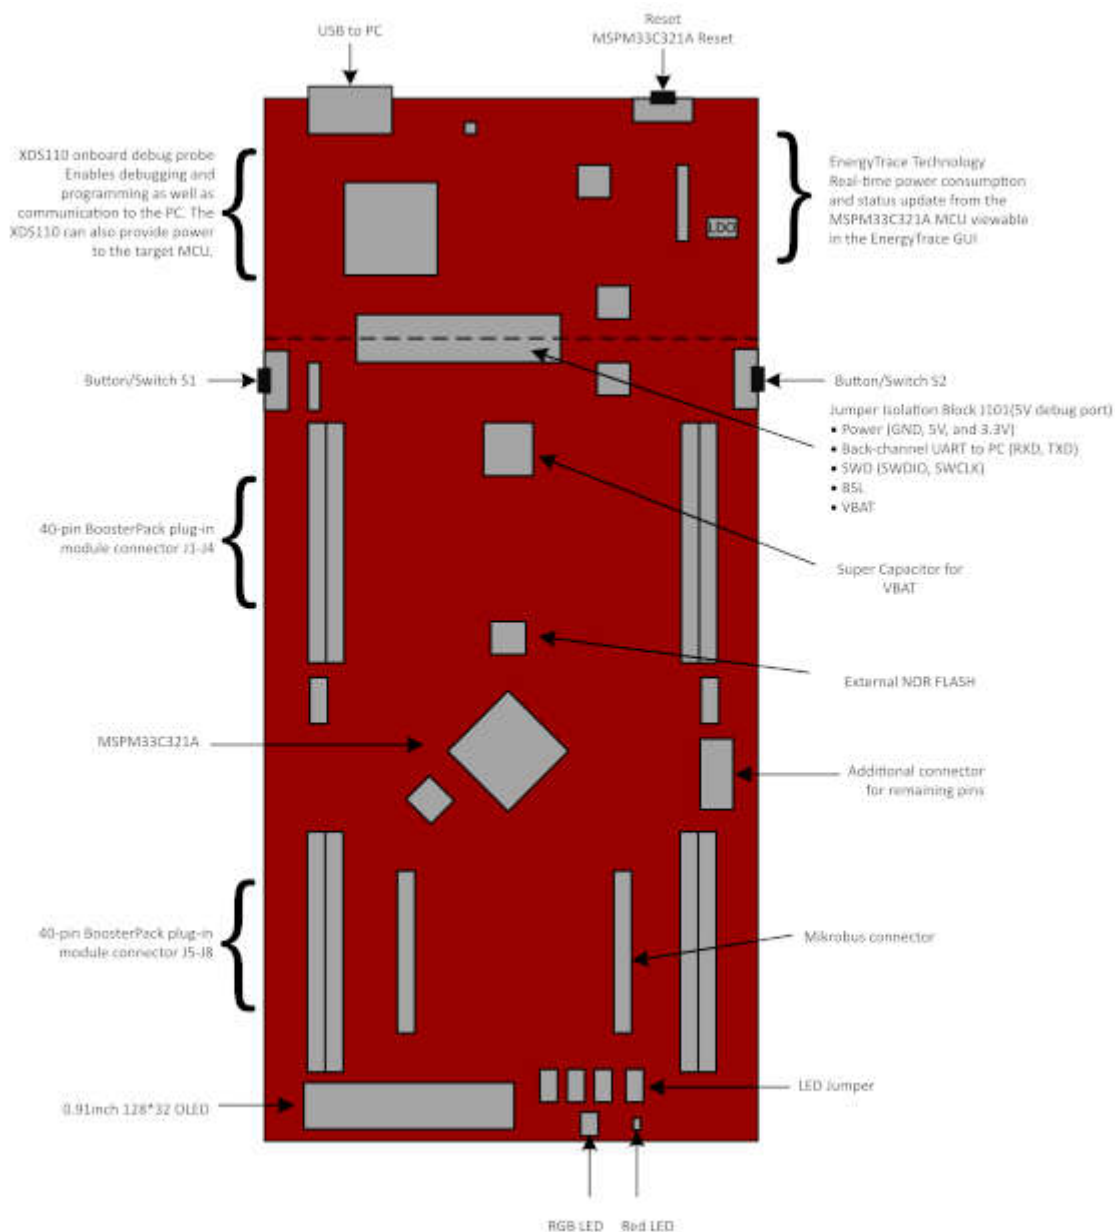 USB to PC
Reset
MSPM33C321A Reset
XDS110 onboard debug probe
Enables debugging and
programming as well as
communication to the PC. The
XDS110 can also provide power
to the target MCU.
EnergyTrace Technology
Real-time power consumption
and status update from the
MSPM33C321A MCU viewable
in the EnergyTrace GUI
LDO
Button/Switch S1
Button/Switch S2
Jumper Isolation Block J101(5V debug port)
• Power (GND, 5V, and 3.3V)
• Back-channel UART to PC (RXD, TXD)
• SWD (SWDIO, SWCLK)
• BSL
• VBAT
40-pin BoosterPack plug-in
module connector J1-J4
Super Capacitor for
VBAT
External NOR FLASH
MSPM33C321A
Additional connector
for remaining pins
40-pin BoosterPack plug-in
module connector J5-J8
Mikrobus connector
LED Jumper
0.91inch 128*32 OLED
RGB LED
Red LED